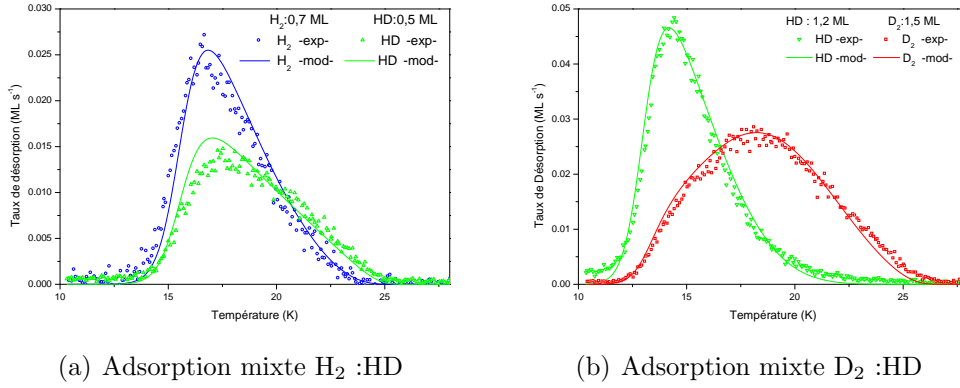 H₂:0,7 ML HD:0,5 ML
H₂ -exp- HD -exp-
H₂ -mod- HD -mod-
Taux de désorption (ML s⁻¹)
0.030
0.025
0.020
0.015
0.010
0.005
0.000
10 15 20 25
Température (K)
(a) Adsorption mixte H₂ :HD
HD : 1,2 ML D₂:1,5 ML
HD -exp- D₂ -exp-
HD -mod- D₂ -mod-
Taux de Désorption (ML s⁻¹)
0.05
0.04
0.03
0.02
0.01
0.00
10 15 20 25
Température (K)
(b) Adsorption mixte D₂ :HD